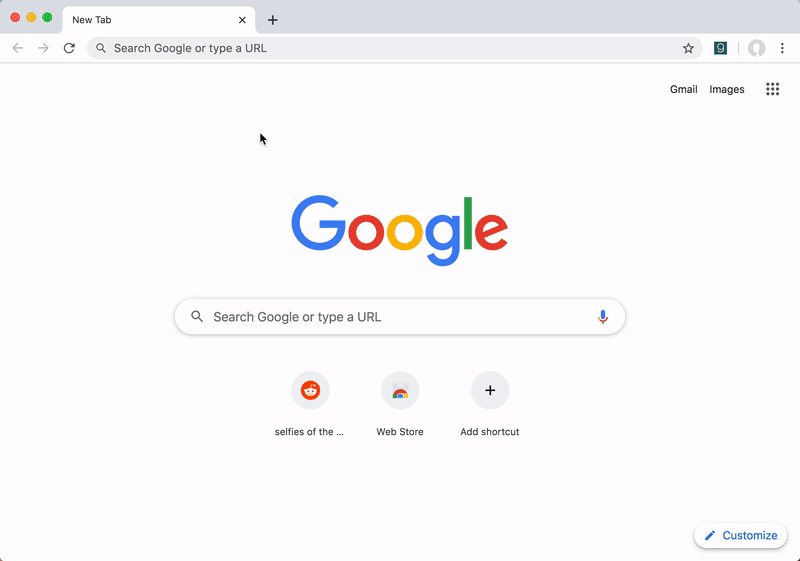 New Tab
Search Google or type a URL
g
Gmail Images
Google
Search Google or type a URL
selfies of the ... Web Store Add shortcut
Customize